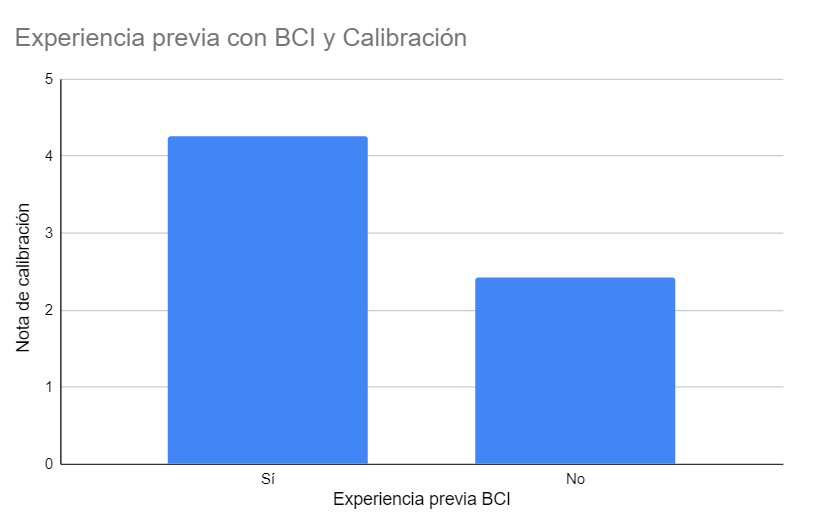 Experiencia previa con BCI y Calibración
5
4
3
2
1
0
Nota de calibración
Sí
No
Experiencia previa BCI